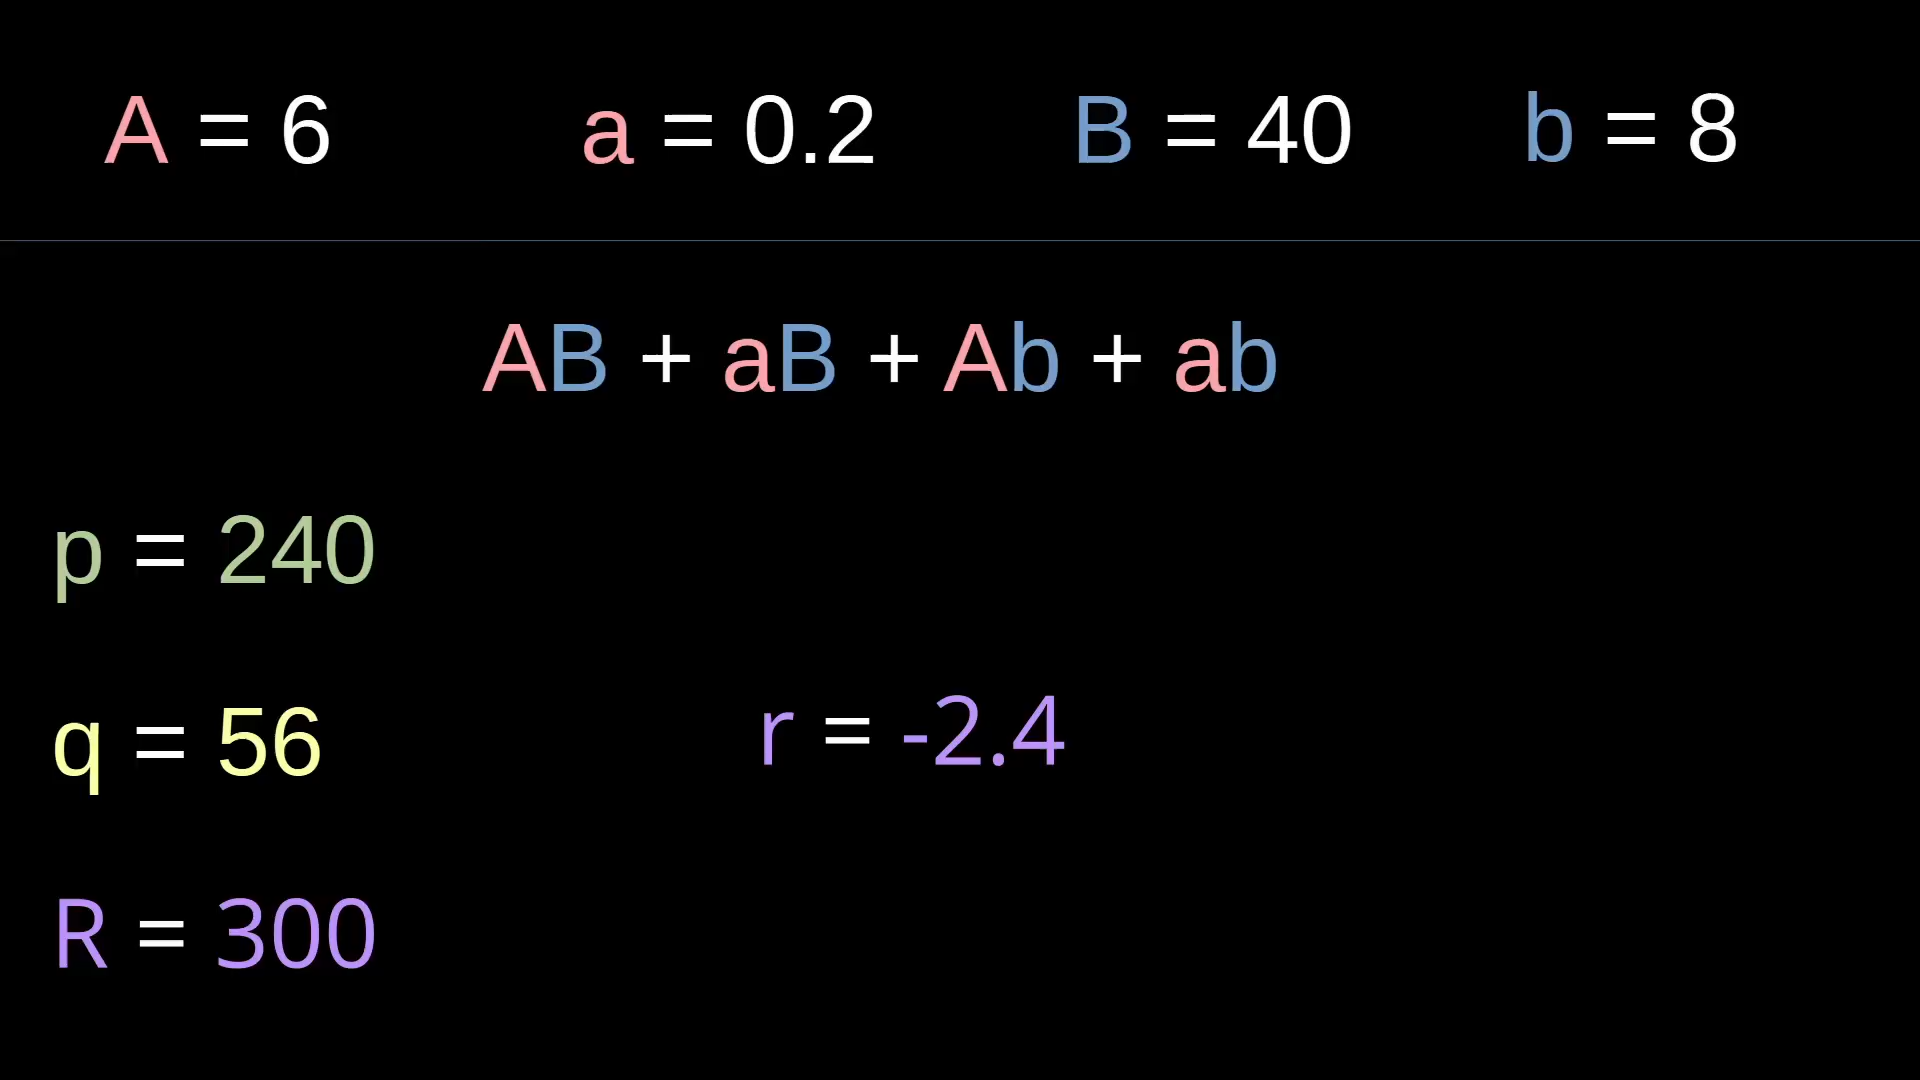 A = 6 a = 0.2 B = 40 b = 8
AB + aB + Ab + ab
p = 240
q = 56
r = -2.4
R = 300